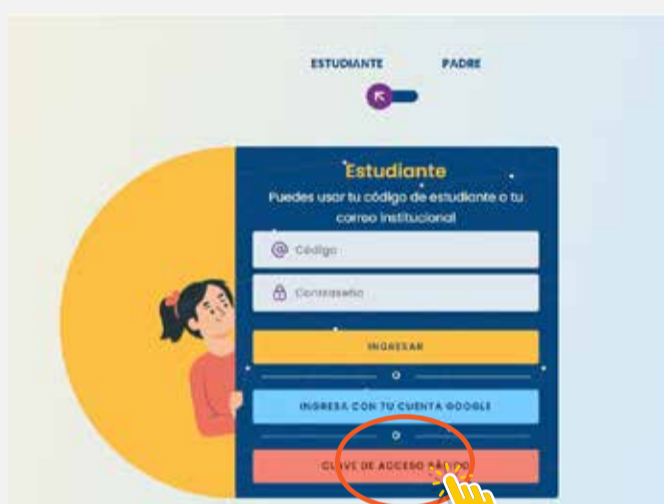 ESTUDIANTE PADRE
Estudiante
Puedes usar tu código de estudiante o tu
correo institucional
Código
Contraseña
INGRESAR
O
INGRESA CON TU CUENTA GOOGLE
O
CLAVE DE ACCESO RÁPIDO